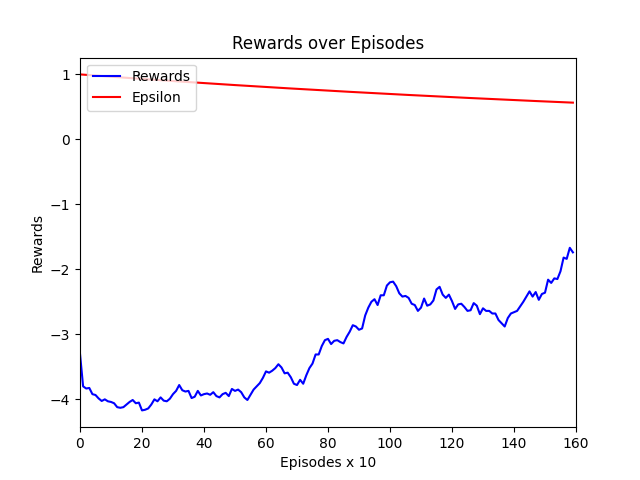 Rewards over Episodes
Rewards
Epsilon
1
0
−1
−2
−3
−4
Rewards
0 20 40 60 80 100 120 140 160
Episodes x 10